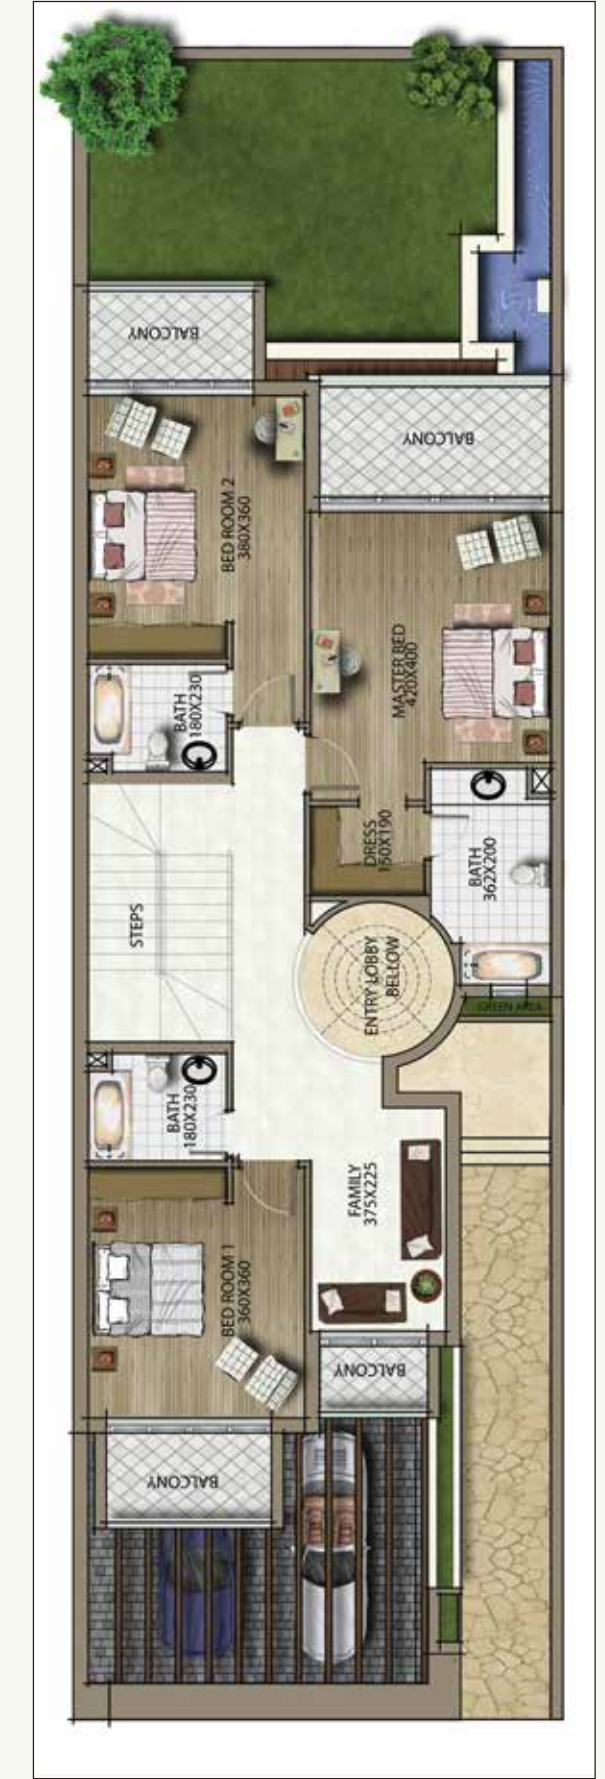 BALCONY
BALCONY
BED ROOM 2
380X360
MASTER BED
420X400
BATH
180X230
DRESS
150X190
BATH
362X200
STEPS
ENTRY LOBBY
BELLOW
GREEN AREA
BATH
180X230
FAMILY
375X225
BED ROOM 1
360X360
BALCONY
BALCONY